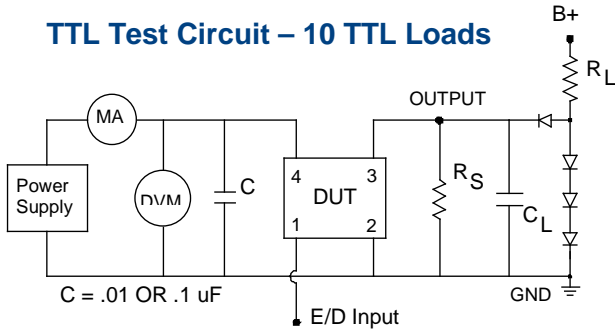 TTL Test Circuit – 10 TTL Loads
B+
R L
MA
OUTPUT
Power
Supply
DVM
C
4
3
DUT
1
2
R S
C L
C = .01 OR .1 uF
GND
E/D Input